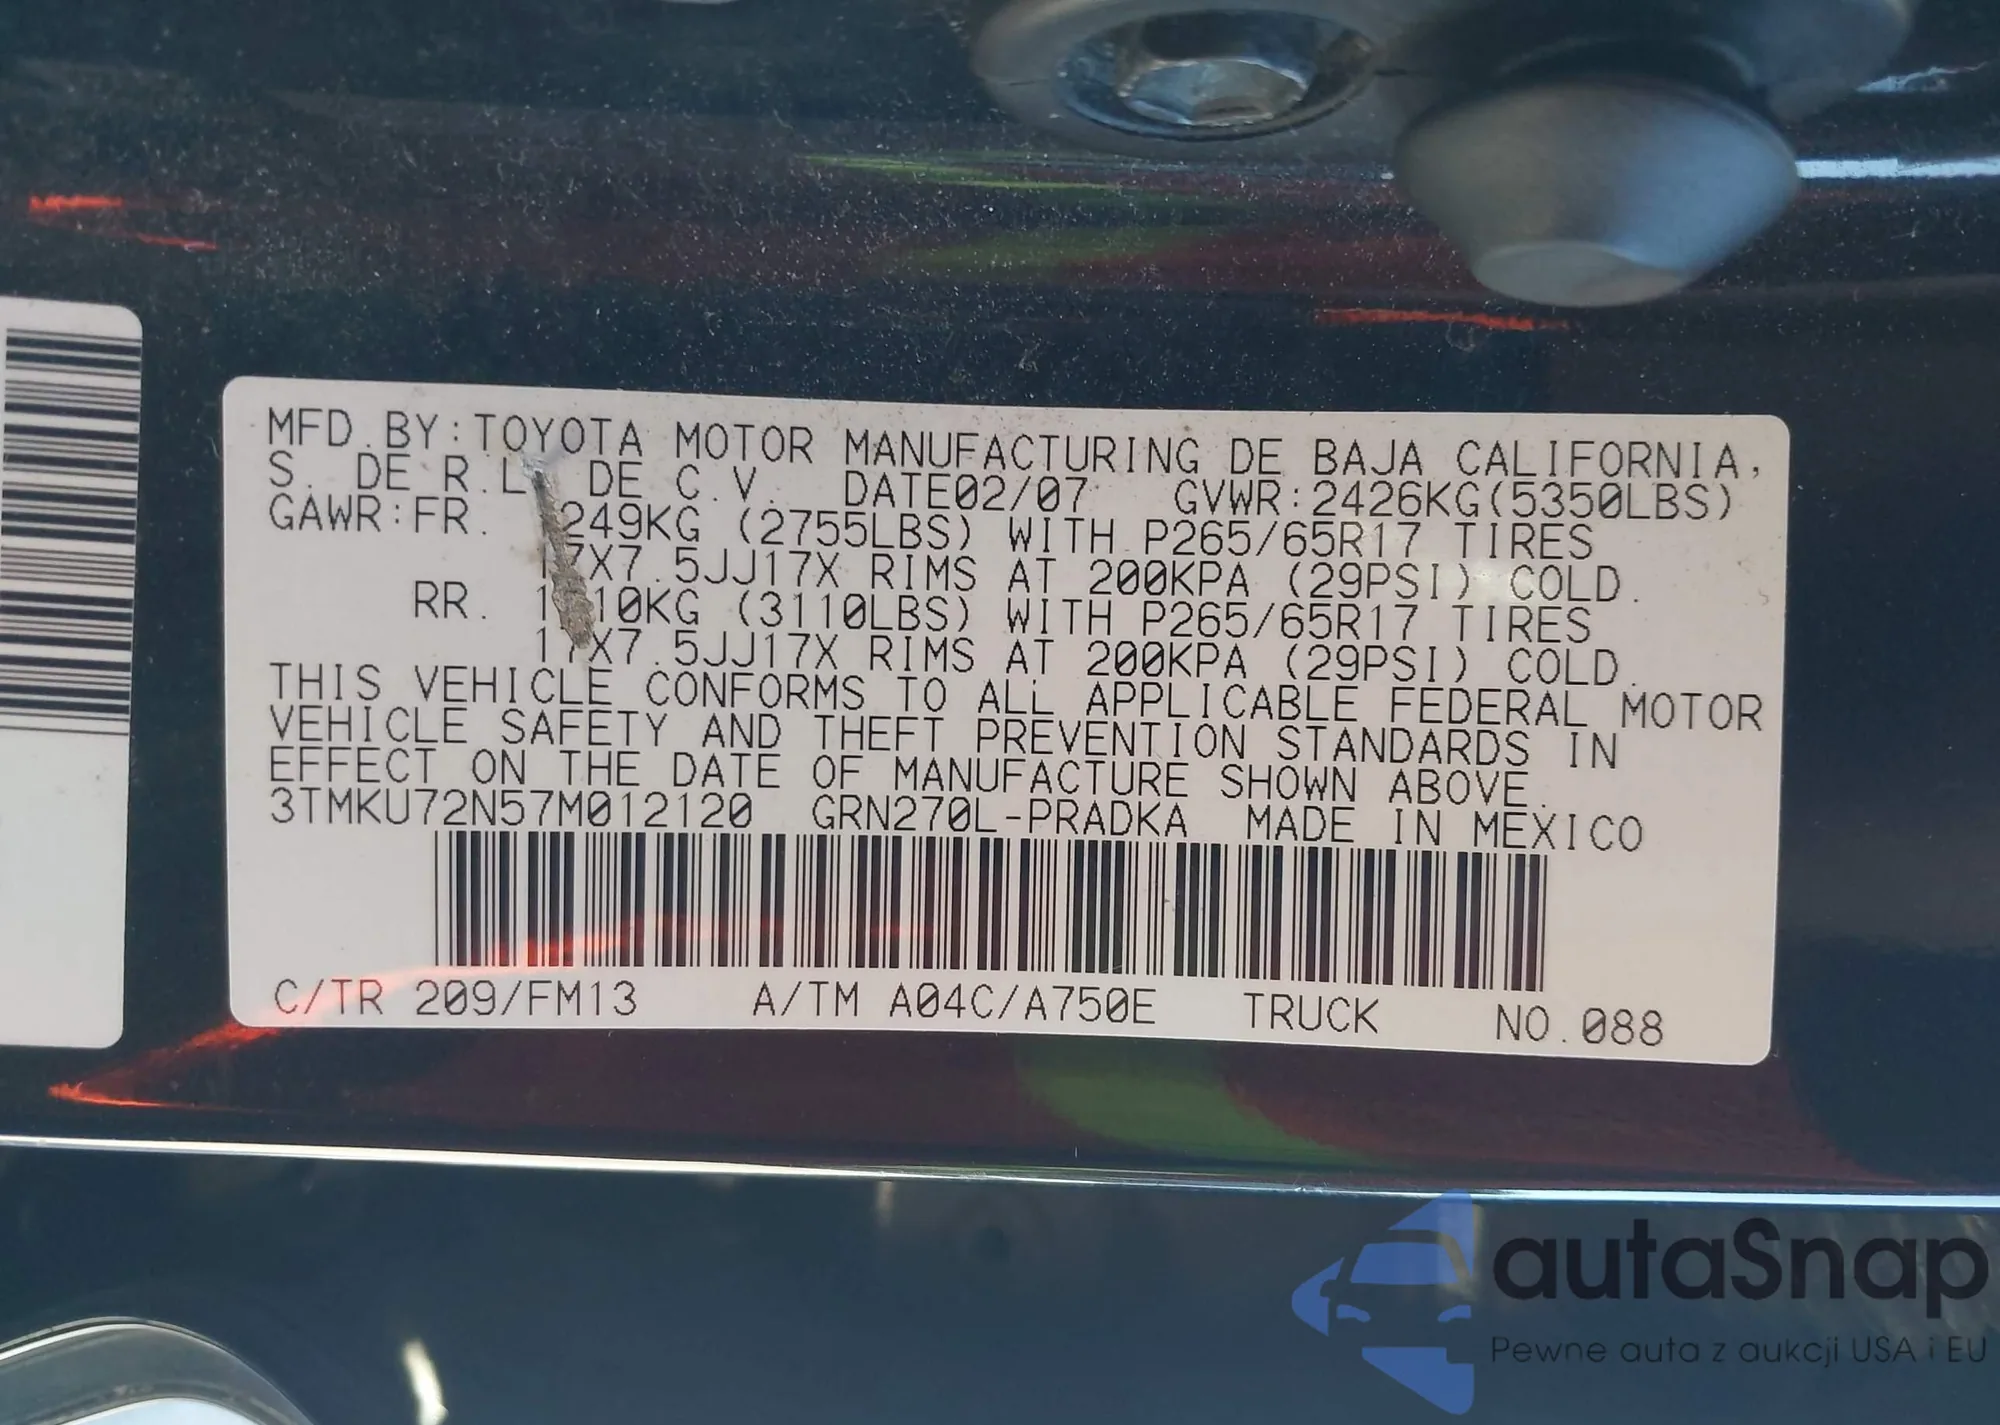 MFD.BY:TOYOTA MOTOR MANUFACTURING DE BAJA CALIFORNIA,
S. DE R.L. DE C.V. DATE02/07 GVWR:2426KG(5350LBS)
GAWR:FR. 249KG (2755LBS) WITH P265/65R17 TIRES
17X7.5JJ17X RIMS AT 200KPA (29PSI) COLD.
RR. 1 10KG (3110LBS) WITH P265/65R17 TIRES
17X7.5JJ17X RIMS AT 200KPA (29PSI) COLD.
THIS VEHICLE CONFORMS TO ALL APPLICABLE FEDERAL MOTOR
VEHICLE SAFETY AND THEFT PREVENTION STANDARDS IN
EFFECT ON THE DATE OF MANUFACTURE SHOWN ABOVE.
3TMKU72N57M012120 GRN270L-PRADKA MADE IN MEXICO
C/TR 209/FM13 A/TM A04C/A750E TRUCK NO.088
autaSnap
Pewne auta z aukcji USA i EU